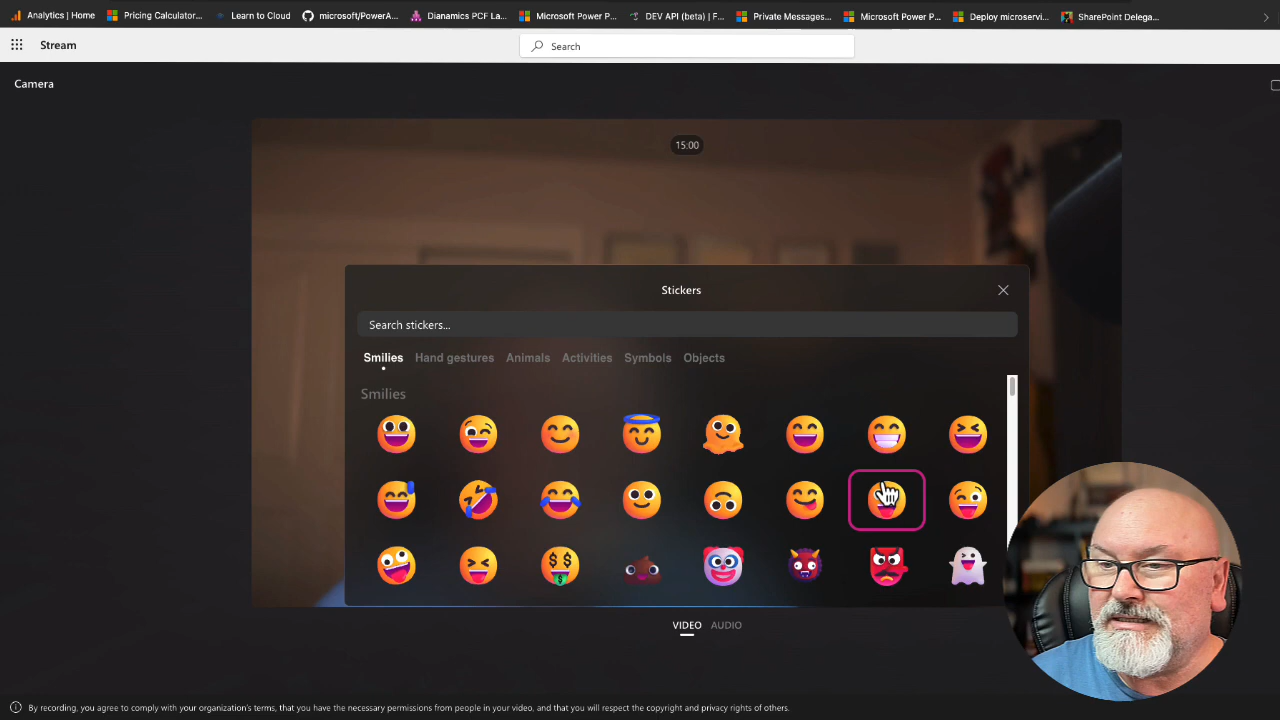 Analytics | Home
Pricing Calculator...
Learn to Cloud
microsoft/PowerA...
Dianamics PCF La...
Microsoft Power P...
DEV API (beta) | F...
Private Messages...
Microsoft Power P...
Deploy microservi...
SharePoint Delega...
Stream
Search
Camera
15:00
Stickers
Search stickers...
Smilies Hand gestures Animals Activities Symbols Objects
Smilies
VIDEO AUDIO
By recording, you agree to comply with your organization's terms, that you have the necessary permissions from people in your video, and that you will respect the copyright and privacy rights of others.